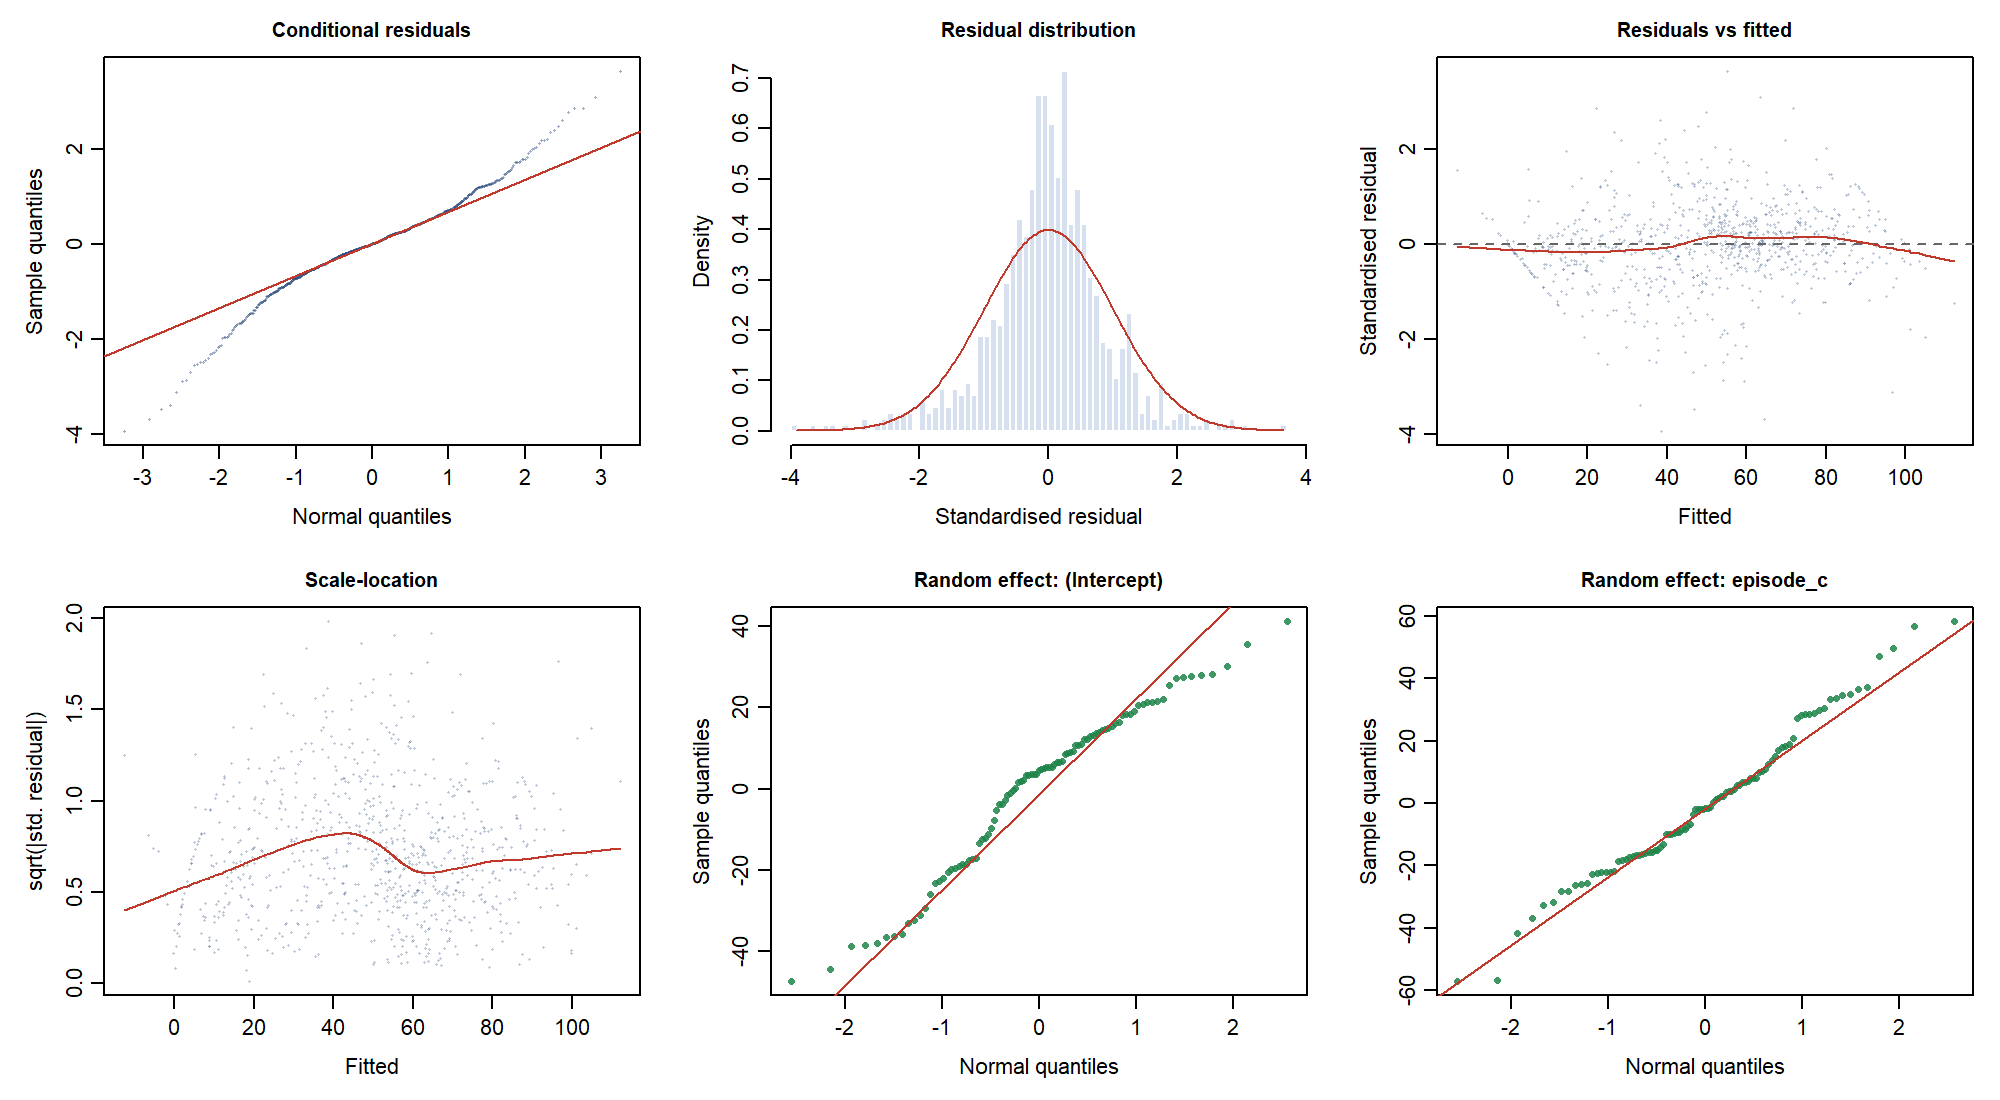 Conditional residuals
Sample quantiles
-4 -2 0 2
-3 -2 -1 0 1 2 3
Normal quantiles
Residual distribution
Density
0.0 0.1 0.2 0.3 0.4 0.5 0.6 0.7
-4 -2 0 2 4
Standardised residual
Residuals vs fitted
Standardised residual
-4 -2 0 2
0 20 40 60 80 100
Fitted
Scale-location
sqrt(|std. residual|)
0.0 0.5 1.0 1.5 2.0
0 20 40 60 80 100
Fitted
Random effect: (Intercept)
Sample quantiles
-40 -20 0 20 40
-2 -1 0 1 2
Normal quantiles
Random effect: episode_c
Sample quantiles
-60 -40 -20 0 20 40 60
-2 -1 0 1 2
Normal quantiles